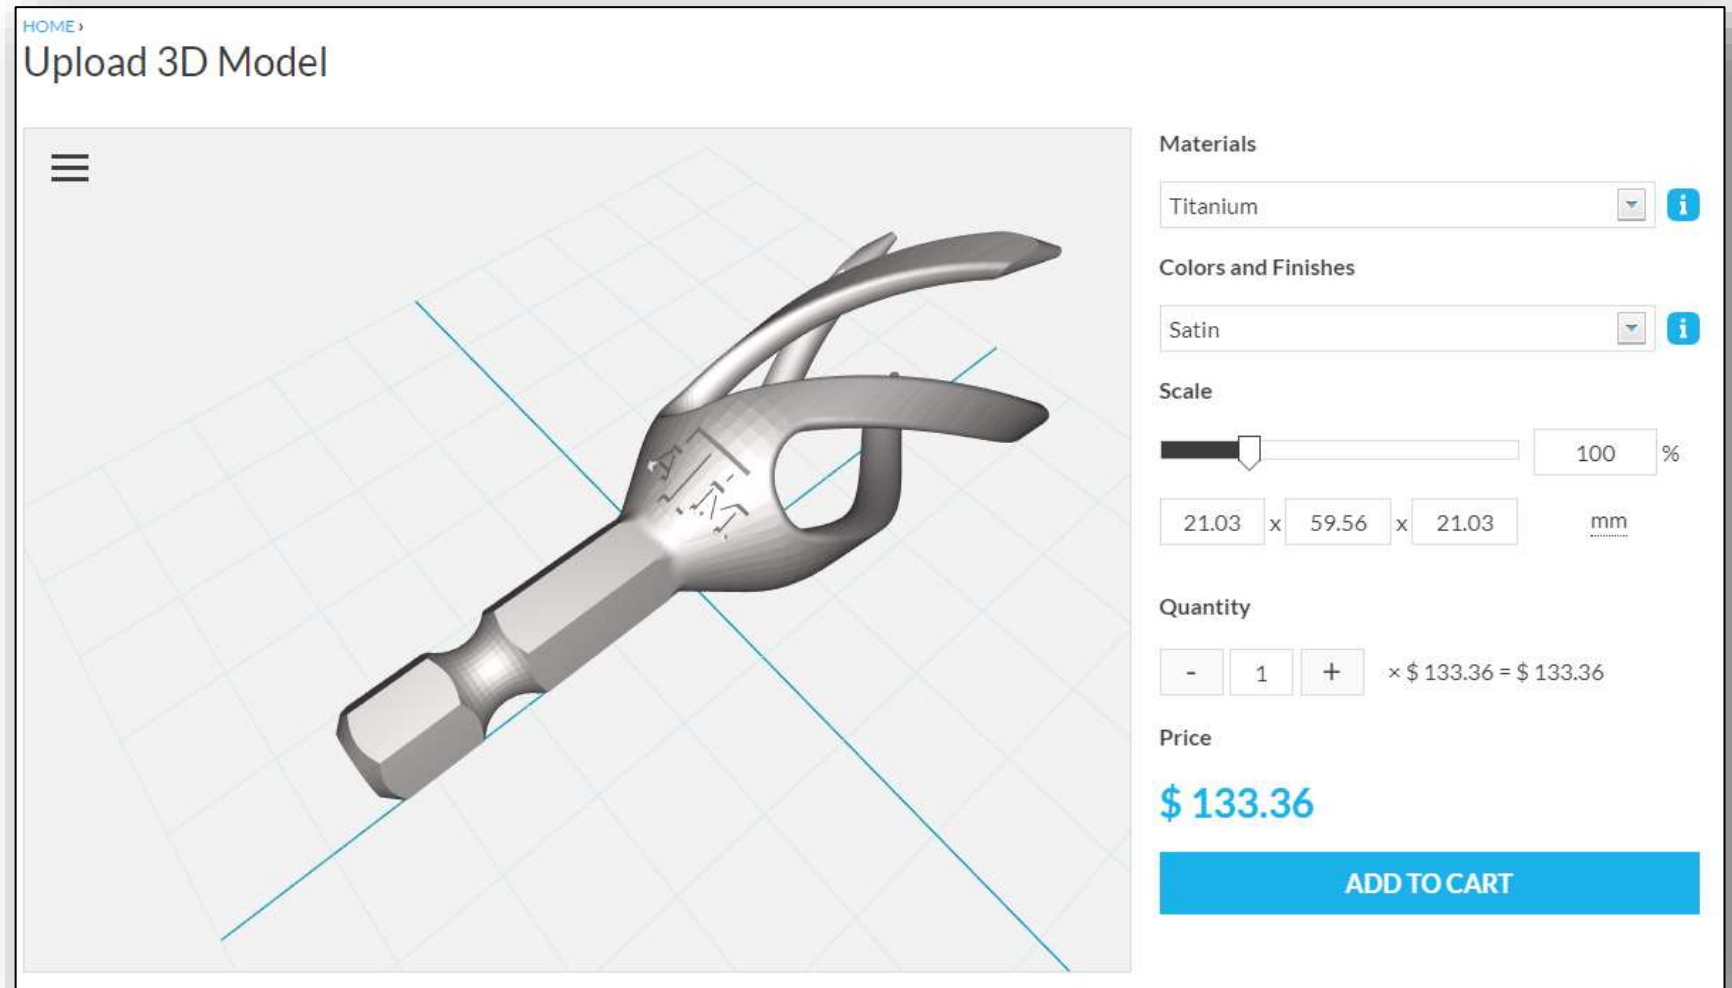 HOME ›
Upload 3D Model
Materials
Titanium
i
Colors and Finishes
Satin
i
Scale
100 %
21.03 x 59.56 x 21.03 mm
Quantity
- 1 + × $ 133.36 = $ 133.36
Price
$ 133.36
ADD TO CART